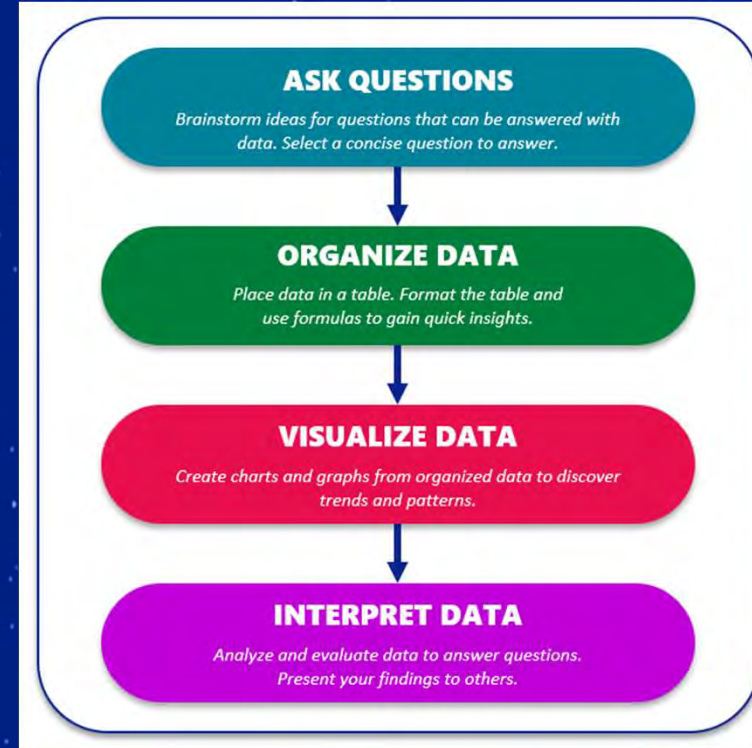 ASK QUESTIONS
Brainstorm ideas for questions that can be answered with
data. Select a concise question to answer.
ORGANIZE DATA
Place data in a table. Format the table and
use formulas to gain quick insights.
VISUALIZE DATA
Create charts and graphs from organized data to discover
trends and patterns.
INTERPRET DATA
Analyze and evaluate data to answer questions.
Present your findings to others.